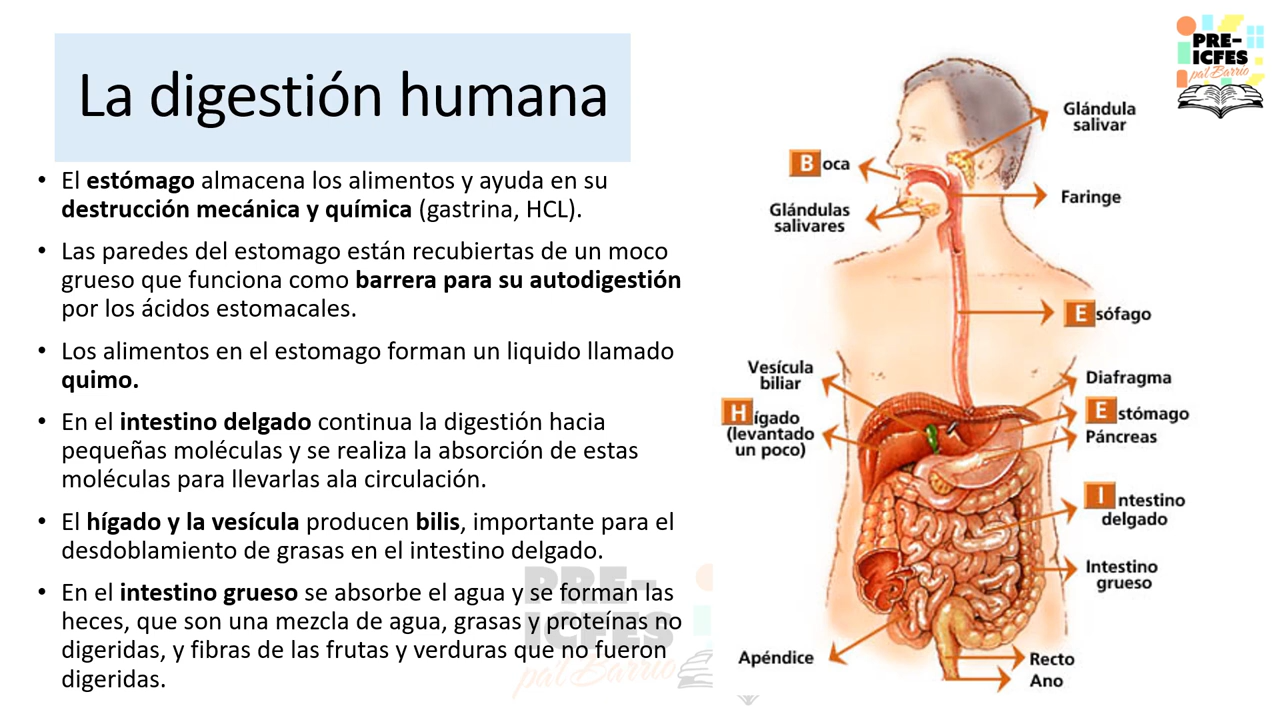 PRE-
ICFES
pal Barrio
La digestión humana
• El estómago almacena los alimentos y ayuda en su
destrucción mecánica y química (gastrina, HCL).
• Las paredes del estomago están recubiertas de un moco
grueso que funciona como barrera para su autodigestión
por los ácidos estomacales.
• Los alimentos en el estomago forman un liquido llamado
quimo.
• En el intestino delgado continua la digestión hacia
pequeñas moléculas y se realiza la absorción de estas
moléculas para llevarlas ala circulación.
• El hígado y la vesícula producen bilis, importante para el
desdoblamiento de grasas en el intestino delgado.
• En el intestino grueso se absorbe el agua y se forman las
heces, que son una mezcla de agua, grasas y proteínas no
digeridas, y fibras de las frutas y verduras que no fueron
digeridas.
PRE-
ICFES
pal Barrio
Glándula
salivar
Boca
Faringe
Glándulas
salivares
Esófago
Vesícula
biliar
Diafragma
Hígado
(levantado
un poco)
Estómago
Páncreas
Intestino
delgado
Intestino
grueso
Apéndice
Recto
Ano